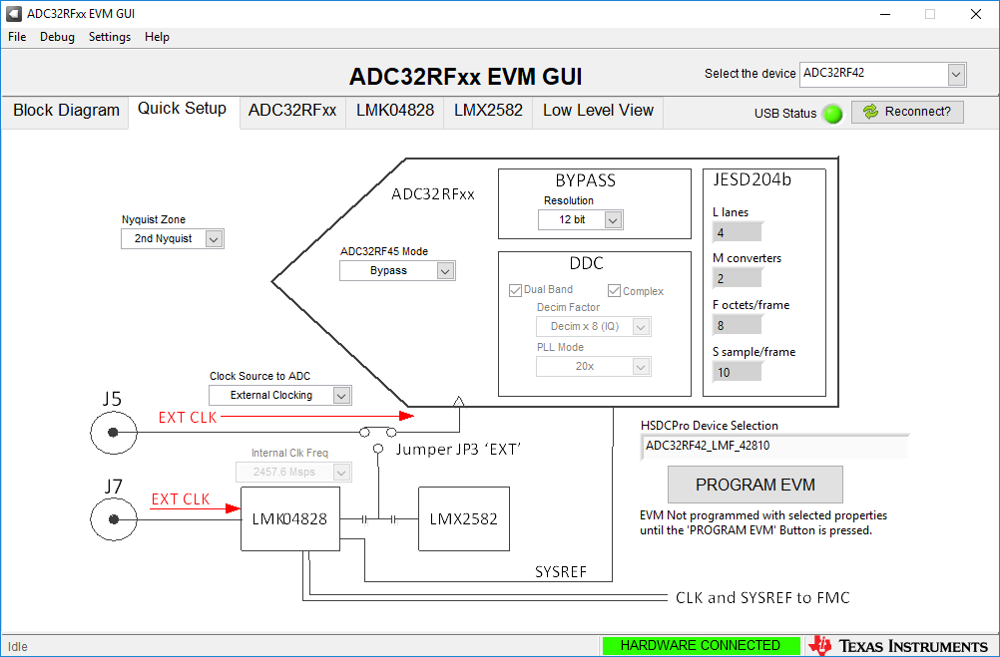 ADC32RFxx EVM GUI
File Debug Settings Help
ADC32RFxx EVM GUI
Select the device ADC32RF42
Block Diagram Quick Setup ADC32RFxx LMK04828 LMX2582 Low Level View
USB Status Reconnect?
ADC32RFxx
Nyquist Zone
2nd Nyquist
ADC32RF45 Mode
Bypass
BYPASS
Resolution
12 bit
DDC
Dual Band Complex
Decim Factor
Decim x 8 (IQ)
PLL Mode
20x
JESD204b
L lanes
4
M converters
2
F octets/frame
8
S sample/frame
10
Clock Source to ADC
External Clocking
J5
EXT CLK
Jumper JP3 ‘EXT’
Internal Clk Freq
2457.6 Msps
J7
EXT CLK
LMK04828
LMX2582
SYSREF
CLK and SYSREF to FMC
HSDCPro Device Selection
ADC32RF42_LMF_42810
PROGRAM EVM
EVM Not programmed with selected properties
until the 'PROGRAM EVM' Button is pressed.
Idle
HARDWARE CONNECTED
TEXAS INSTRUMENTS